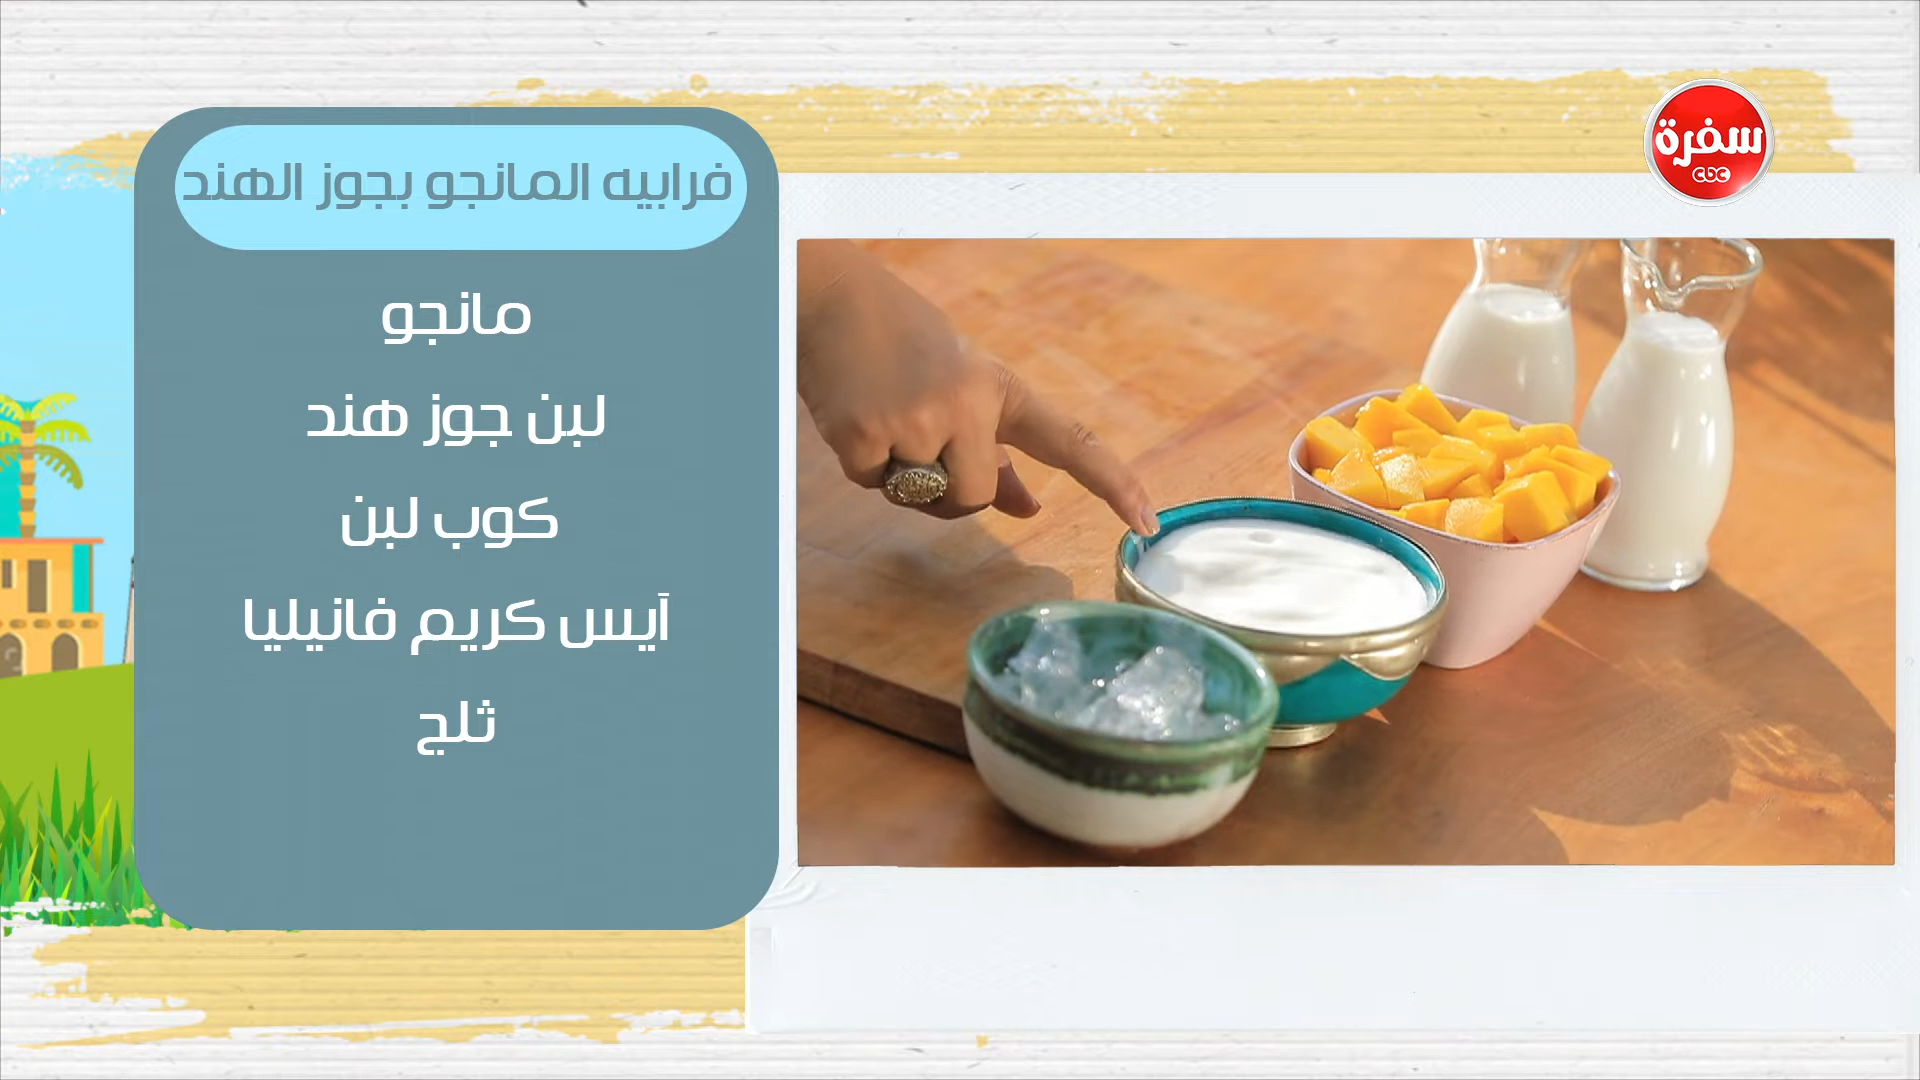 فرابيه المانجو بجوز الهند
مانجو
لبن جوز هند
كوب لبن
آيس كريم فانيليا
ثلج
سفرة
cbc